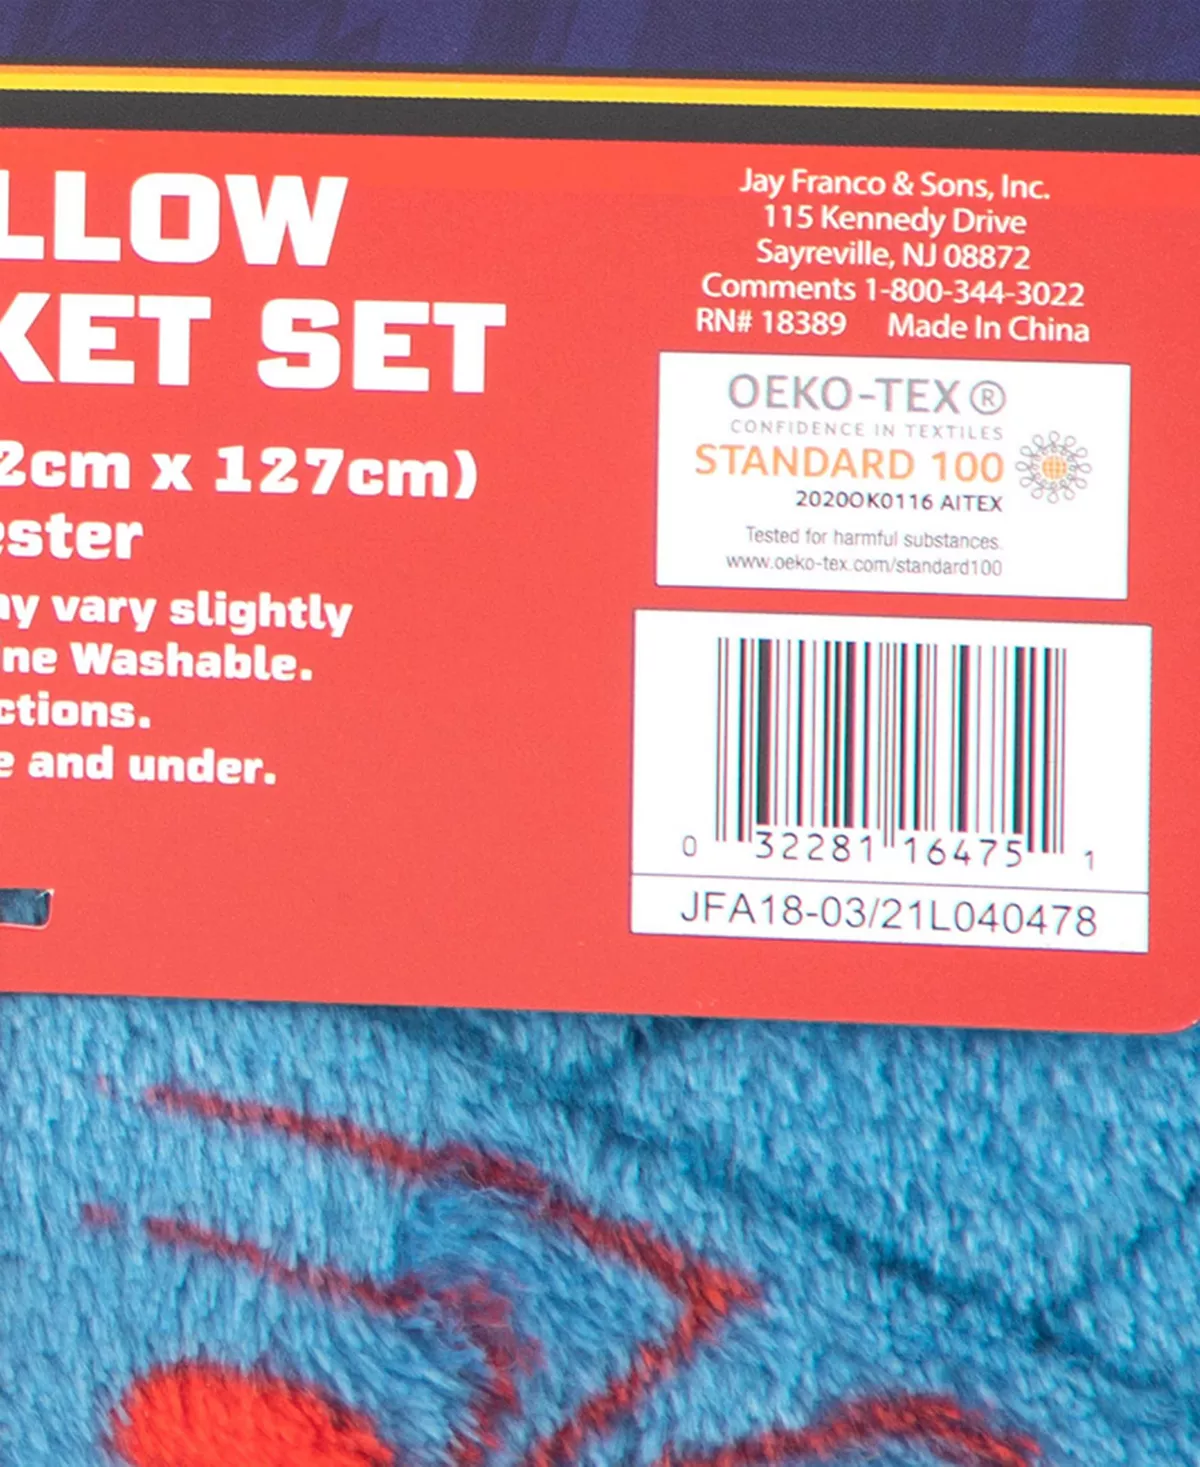 LLOW
KET SET
2cm x 127cm)
ester
ay vary slightly
ne Washable.
ctions.
e and under.
Jay Franco & Sons, Inc.
115 Kennedy Drive
Sayreville, NJ 08872
Comments 1-800-344-3022
RN# 18389 Made In China
OEKO-TEX ®
CONFIDENCE IN TEXTILES
STANDARD 100
2020OK0116 AITEX
Tested for harmful substances.
www.oeko-tex.com/standard100
0 32281 16475 1
JFA18-03/21L040478